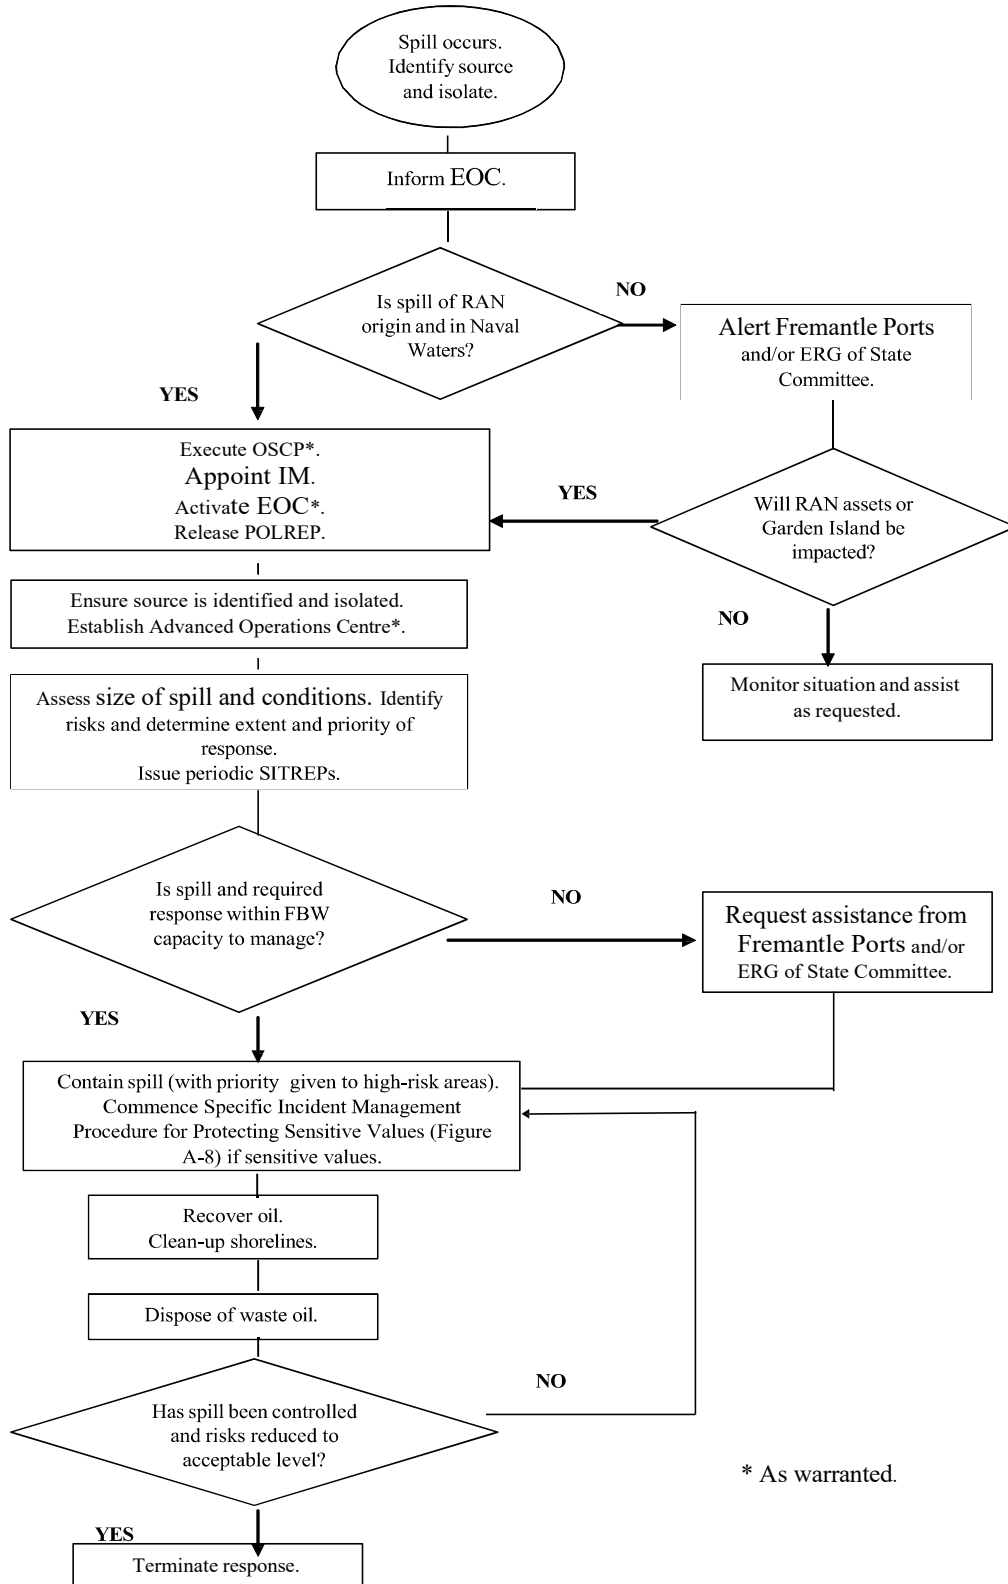 Spill occurs.
Identify source
and isolate.
Inform EOC.
Is spill of RAN
origin and in Naval
Waters?
NO
Alert Fremantle Ports
and/or ERG of State
Committee.
YES
Execute OSCP*.
Appoint IM.
Activate EOC*.
Release POLREP.
YES
Will RAN assets or
Garden Island be
impacted?
Ensure source is identified and isolated.
Establish Advanced Operations Centre*.
NO
Monitor situation and assist
as requested.
Assess size of spill and conditions. Identify
risks and determine extent and priority of
response.
Issue periodic SITREPs.
Is spill and required
response within FBW
capacity to manage?
NO
Request assistance from
Fremantle Ports and/or
ERG of State Committee.
YES
Contain spill (with priority given to high-risk areas).
Commence Specific Incident Management
Procedure for Protecting Sensitive Values (Figure
A-8) if sensitive values.
Recover oil.
Clean-up shorelines.
Dispose of waste oil.
Has spill been controlled
and risks reduced to
acceptable level?
NO
* As warranted.
YES
Terminate response.